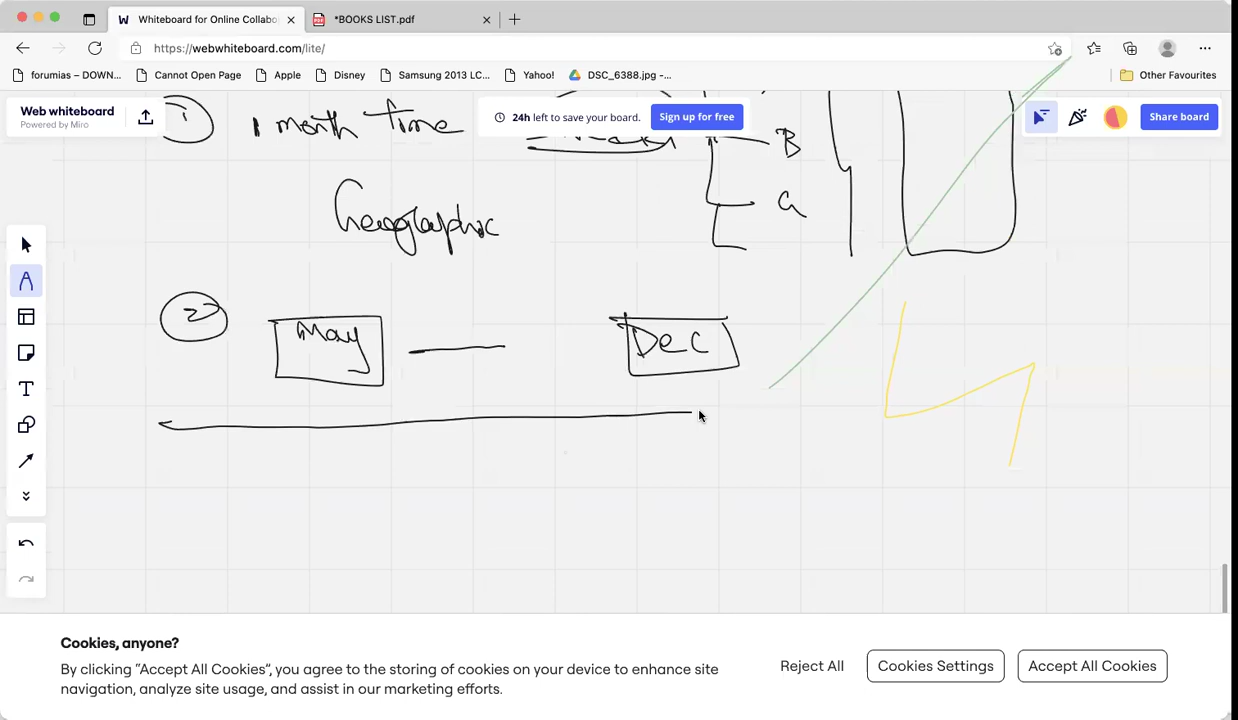 Whiteboard for Online Collabo
*BOOKS LIST.pdf
https://webwhiteboard.com/lite/
forumias – DOWN...
Cannot Open Page
Apple
Disney
Samsung 2013 LC...
Yahoo!
DSC_6388.jpg -...
Other Favourites
Web whiteboard
Powered by Miro
24h left to save your board.
Sign up for free
Share board
1
1 month time
B
Geographic
G
2
May
Dec
Cookies, anyone?
By clicking “Accept All Cookies”, you agree to the storing of cookies on your device to enhance site
navigation, analyze site usage, and assist in our marketing efforts.
Reject All
Cookies Settings
Accept All Cookies